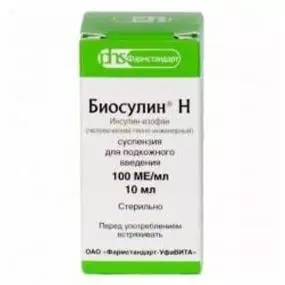 phs Фармстандарт
Биосулин® Н
Инсулин-изофан
(человеческий генно-инженерный)
суспензия
для подкожного
введения
100 МЕ/мл
10 мл
Стерильно
Перед употреблением
встряхивать
ОАО «Фармстандарт-УфаВИТА»